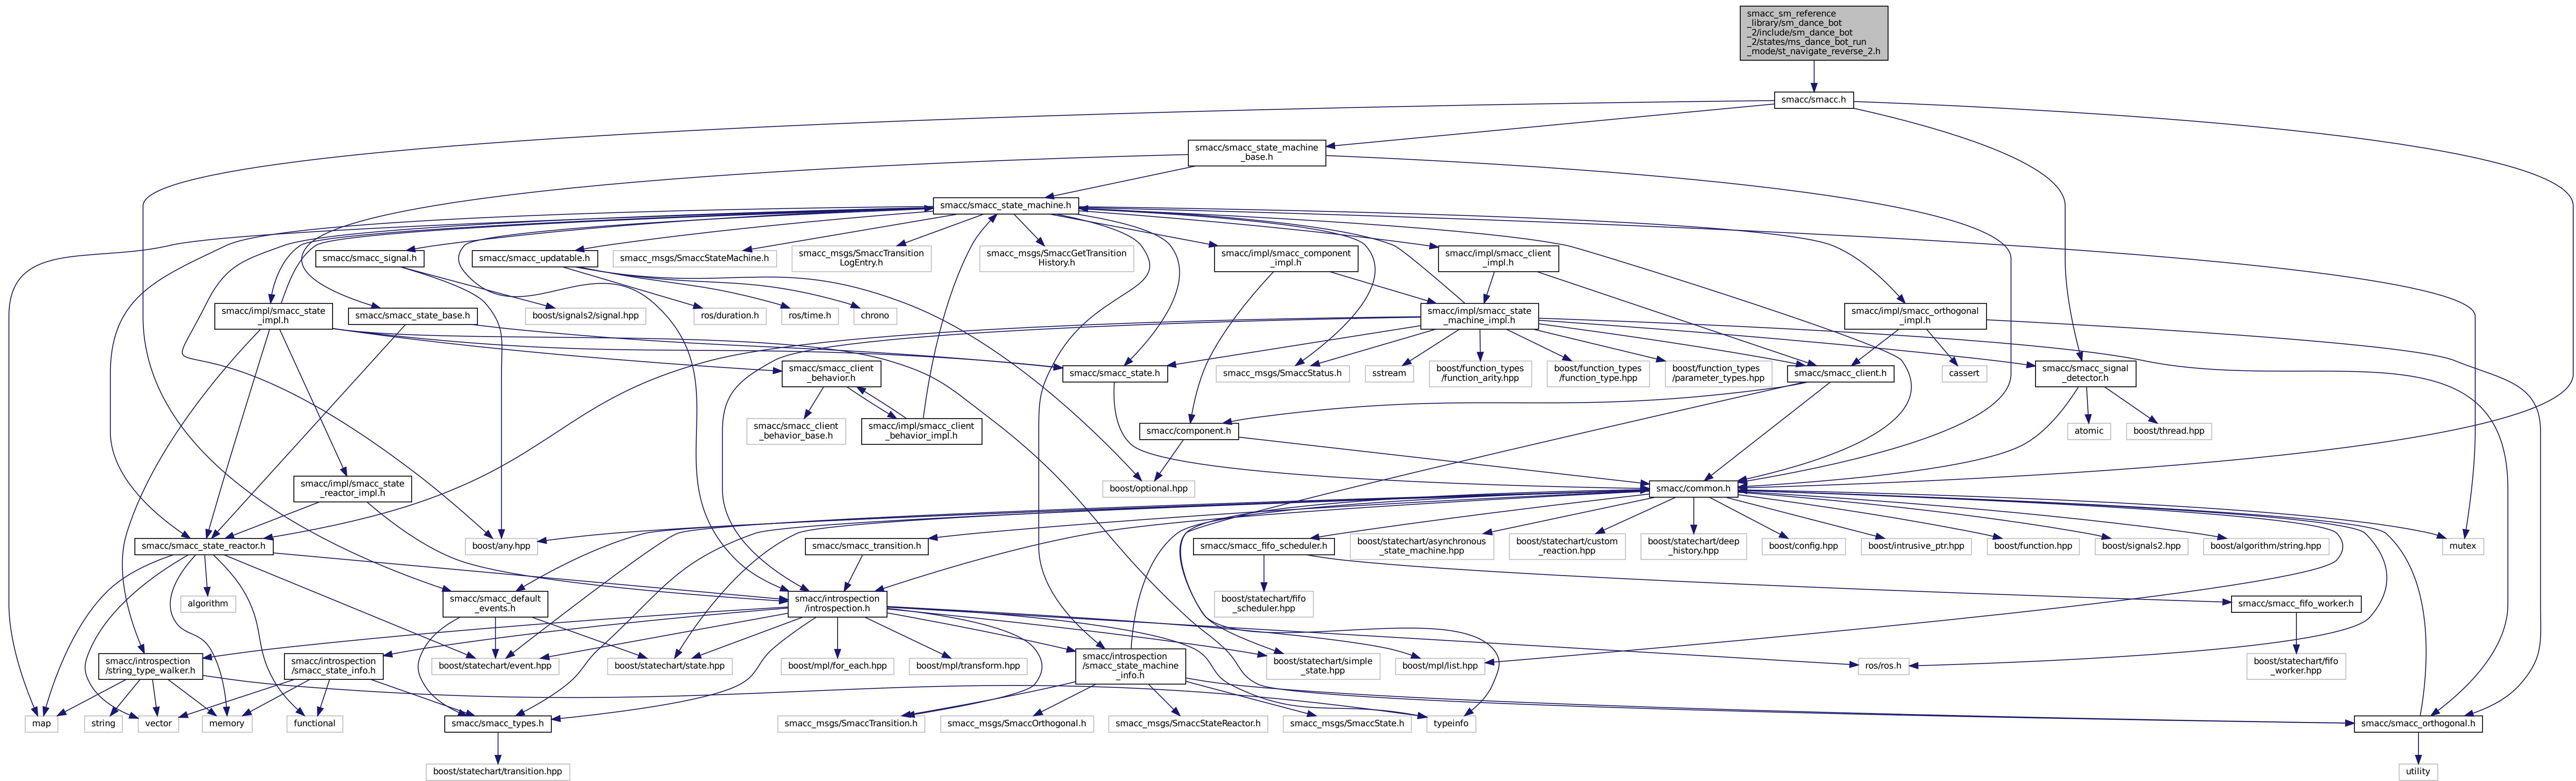 smacc_sm_reference
_library/sm_dance_bot
_2/include/sm_dance_bot
_2/states/ms_dance_bot_run
_mode/st_navigate_reverse_2.h
smacc/smacc.h
smacc/smacc_state_machine
_base.h
smacc/smacc_state_machine.h
smacc/smacc_signal.h
smacc/smacc_updatable.h
smacc_msgs/SmaccStateMachine.h
smacc_msgs/SmaccTransition
LogEntry.h
smacc_msgs/SmaccGetTransition
History.h
smacc/impl/smacc_component
_impl.h
smacc/impl/smacc_client
_impl.h
smacc/impl/smacc_state
_impl.h
smacc/smacc_state_base.h
boost/signals2/signal.hpp
ros/duration.h
ros/time.h
chrono
smacc/impl/smacc_state
_machine_impl.h
smacc/impl/smacc_orthogonal
_impl.h
smacc/smacc_client
_behavior.h
smacc/smacc_state.h
smacc_msgs/SmaccStatus.h
sstream
boost/function_types
/function_arity.hpp
boost/function_types
/function_type.hpp
boost/function_types
/parameter_types.hpp
smacc/smacc_client.h
cassert
smacc/smacc_signal
_detector.h
smacc/smacc_client
_behavior_base.h
smacc/impl/smacc_client
_behavior_impl.h
smacc/component.h
atomic
boost/thread.hpp
smacc/impl/smacc_state
_reactor_impl.h
boost/optional.hpp
smacc/common.h
smacc/smacc_state_reactor.h
boost/any.hpp
smacc/smacc_transition.h
smacc/smacc_fifo_scheduler.h
boost/statechart/asynchronous
_state_machine.hpp
boost/statechart/custom
_reaction.hpp
boost/statechart/deep
_history.hpp
boost/config.hpp
boost/intrusive_ptr.hpp
boost/function.hpp
boost/signals2.hpp
boost/algorithm/string.hpp
mutex
algorithm
smacc/smacc_default
_events.h
smacc/introspection
/introspection.h
boost/statechart/fifo
_scheduler.hpp
smacc/smacc_fifo_worker.h
smacc/introspection
/string_type_walker.h
smacc/introspection
/smacc_state_info.h
boost/statechart/event.hpp
boost/statechart/state.hpp
boost/mpl/for_each.hpp
boost/mpl/transform.hpp
smacc/introspection
/smacc_state_machine
_info.h
boost/statechart/simple
_state.hpp
boost/mpl/list.hpp
ros/ros.h
boost/statechart/fifo
_worker.hpp
map
string
vector
memory
functional
smacc/smacc_types.h
smacc_msgs/SmaccTransition.h
smacc_msgs/SmaccOrthogonal.h
smacc_msgs/SmaccStateReactor.h
smacc_msgs/SmaccState.h
typeinfo
smacc/smacc_orthogonal.h
boost/statechart/transition.hpp
utility